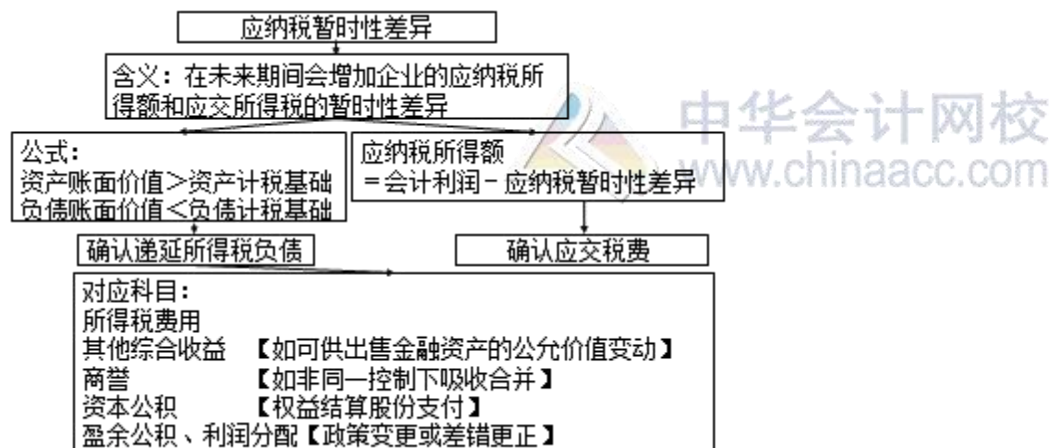 应纳税暂时性差异
含义：在未来期间会增加企业的应纳税所
得额和应交所得税的暂时性差异
中华会计网校
www.chinaacc.com
公式：
资产账面价值＞资产计税基础
负债账面价值＜负债计税基础
应纳税所得额
＝会计利润－应纳税暂时性差异
确认递延所得税负债
确认应交税费
对应科目：
所得税费用
其他综合收益 【如可供出售金融资产的公允价值变动】
商誉 【如非同一控制下吸收合并】
资本公积 【权益结算股份支付】
盈余公积、利润分配【政策变更或差错更正】